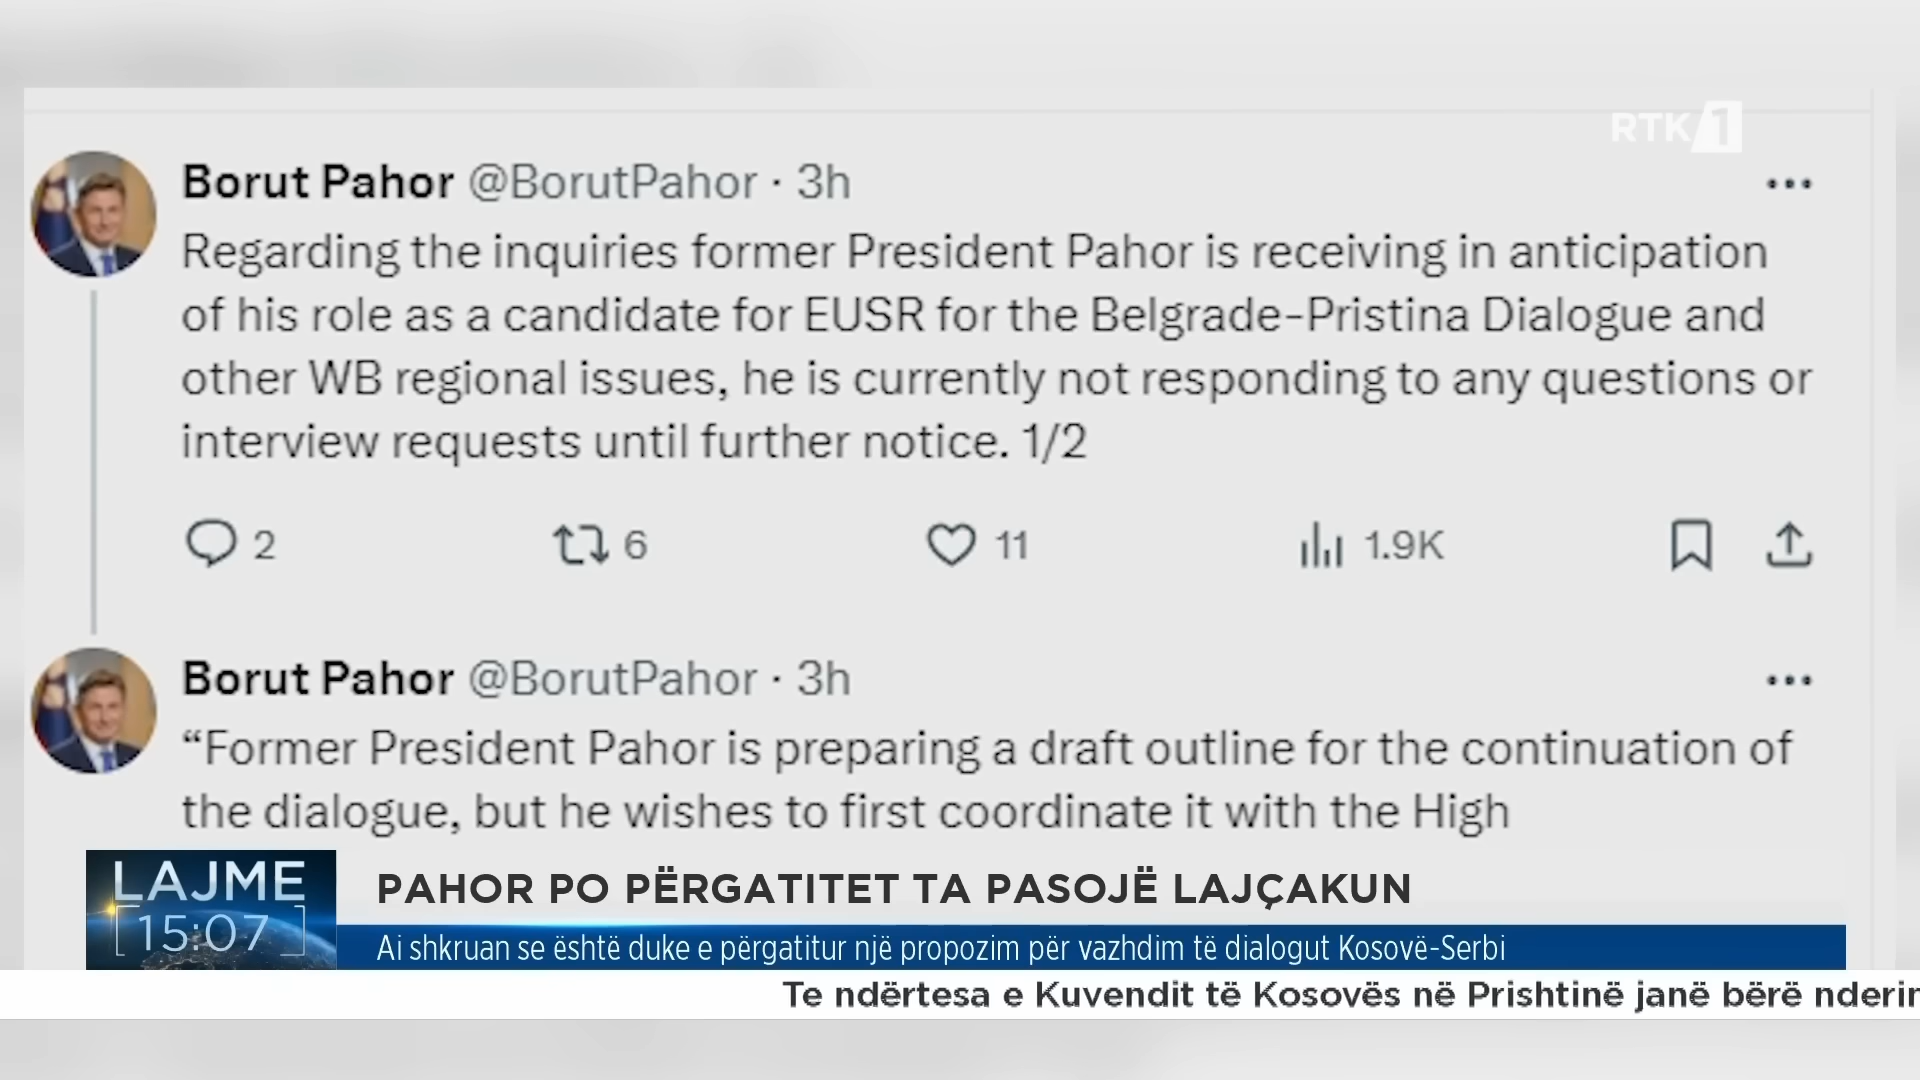 RTK 1
Borut Pahor @BorutPahor · 3h
Regarding the inquiries former President Pahor is receiving in anticipation
of his role as a candidate for EUSR for the Belgrade-Pristina Dialogue and
other WB regional issues, he is currently not responding to any questions or
interview requests until further notice. 1/2
2 6 11 1.9K
Borut Pahor @BorutPahor · 3h
“Former President Pahor is preparing a draft outline for the continuation of
the dialogue, but he wishes to first coordinate it with the High
LAJME
15:07
PAHOR PO PËRGATITET TA PASOJË LAJÇAKUN
Ai shkruan se është duke e përgatitur një propozim për vazhdim të dialogut Kosovë-Serbi
Te ndërtesa e Kuvendit të Kosovës në Prishtinë janë bërë